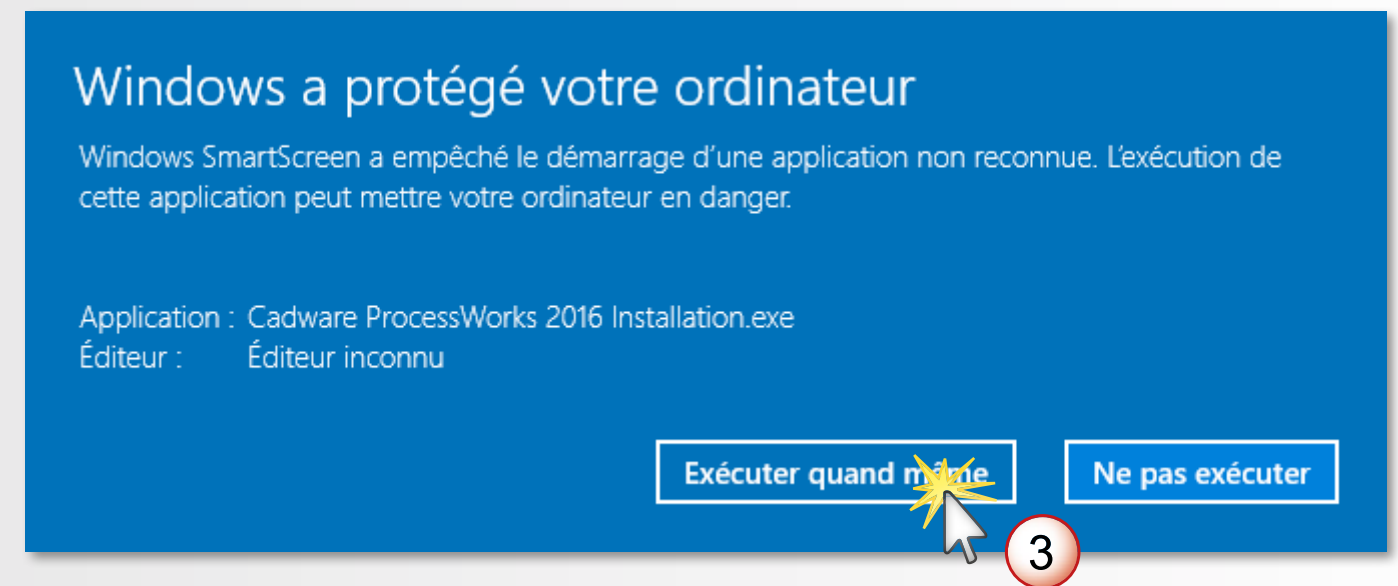 Windows a protégé votre ordinateur
Windows SmartScreen a empêché le démarrage d'une application non reconnue. L'exécution de
cette application peut mettre votre ordinateur en danger.
Application : Cadware ProcessWorks 2016 Installation.exe
Éditeur : Éditeur inconnu
Exécuter quand même
Ne pas exécuter
3